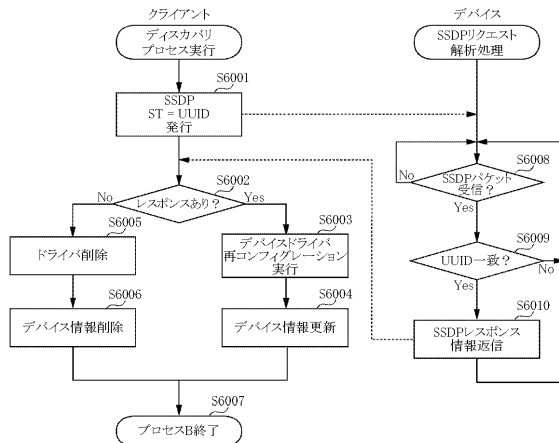 クライアント
ディスカバリ
プロセス実行
S6001
SSDP
ST = UUID
発行
S6002
レスポンスあり？
No
Yes
S6005
ドライバ削除
S6006
デバイス情報削除
S6003
デバイスドライバ
再コンフィグレーション
実行
S6004
デバイス情報更新
S6007
プロセスB終了
デバイス
SSDPリクエスト
解析処理
S6008
SSDPパケット
受信？
No
Yes
S6009
UUID一致？
No
Yes
S6010
SSDPレスポンス
情報返信